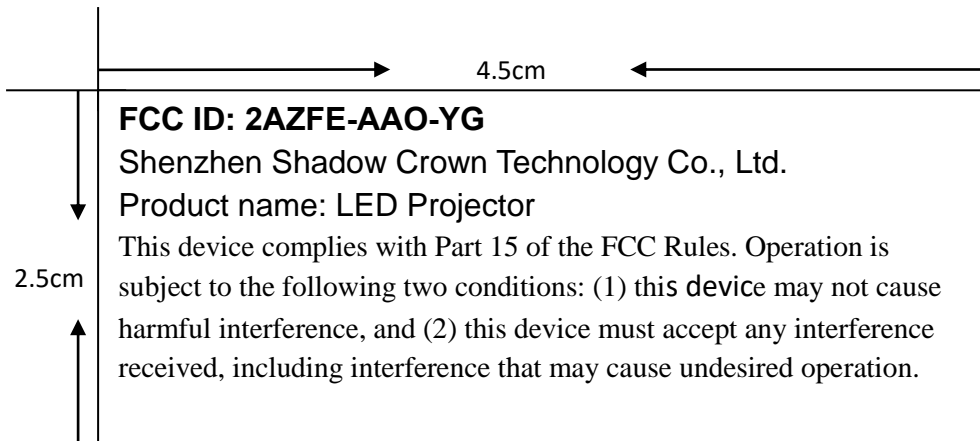 4.5cm
FCC ID: 2AZFE-AAO-YG
Shenzhen Shadow Crown Technology Co., Ltd.
Product name: LED Projector
This device complies with Part 15 of the FCC Rules. Operation is
2.5cm
subject to the following two conditions: (1) this device may not cause
harmful interference, and (2) this device must accept any interference
received, including interference that may cause undesired operation.